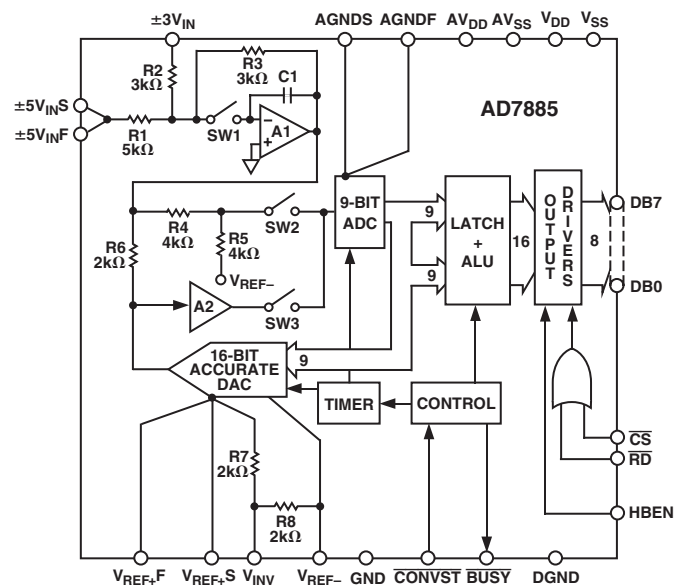 ±3VIN
AGNDS
AGNDF
AVDD
AVSS
VDD
VSS
R2
3kΩ
R3
3kΩ
C1
AD7885
±5VINS
±5VINF
R1
5kΩ
SW1
A1
−
+
R4
4kΩ
SW2
R5
4kΩ
VREF–
R6
2kΩ
A2
SW3
9-BIT
ADC
9
9
LATCH
+
ALU
16
OUTPUT
DRIVERS
8
DB7
DB0
16-BIT
ACCURATE
DAC
9
TIMER
CONTROL
CS
RD
HBEN
R7
2kΩ
R8
2kΩ
VREF+F
VREF+S
VINV
VREF–
GND
CONVST
BUSY
DGND